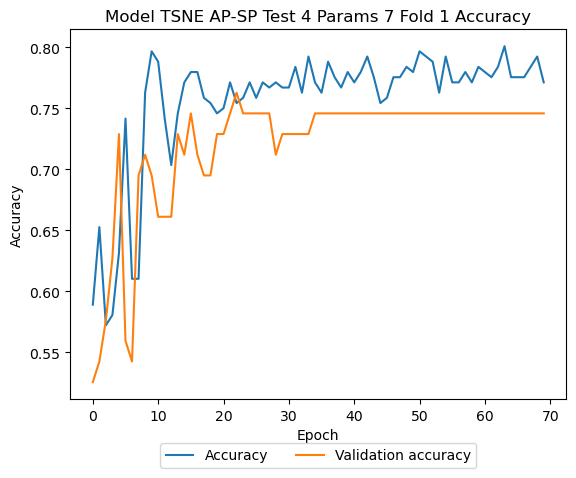 Model TSNE AP-SP Test 4 Params 7 Fold 1 Accuracy
0.80
0.75
0.70
0.65
0.60
0.55
Accuracy
0 10 20 30 40 50 60 70
Epoch
Accuracy Validation accuracy